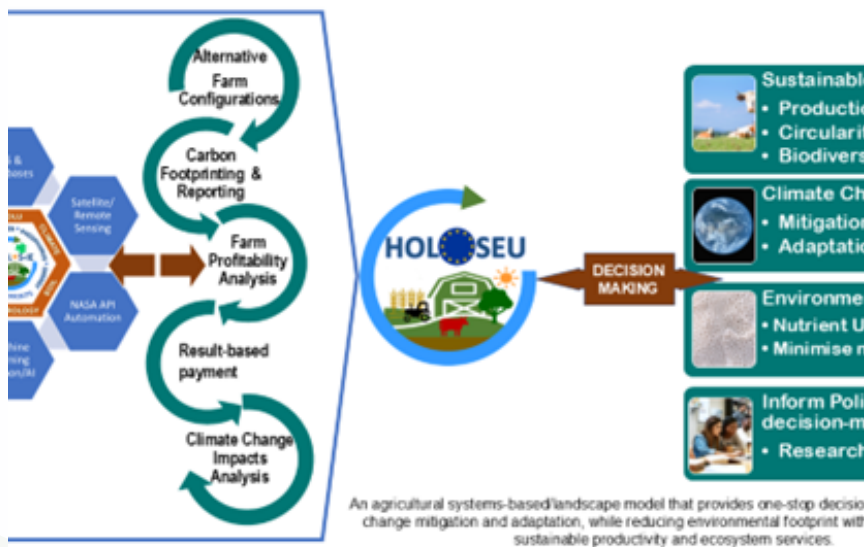 Alternative
Farm
Configurations
Carbon
Footprinting &
Reporting
Farm
Profitability
Analysis
Result-based
payment
Climate Change
Impacts
Analysis
Satellite/
Remote
Sensing
NASA API
Automation
HOLOSEU
DECISION
MAKING
Sustainable
• Productio
• Circularit
• Biodivers
Climate Ch
• Mitigation
• Adaptatio
Environme
• Nutrient U
• Minimise n
Inform Poli
decision-m
• Research
An agricultural systems-based/landscape model that provides one-stop decisio
change mitigation and adaptation, while reducing environmental footprint with
sustainable productivity and ecosystem services.